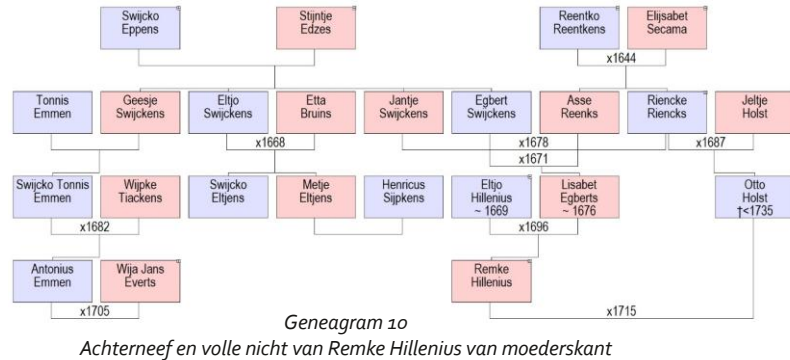 Swijcko
Eppens
Stijntje
Edzes
Reentko
Reentkens
Elijsabet
Secama
x1644
Tonnis
Emmen
Geesje
Swijckens
Eltjo
Swijckens
Etta
Bruins
Jantje
Swijckens
Egbert
Swijckens
Asse
Reenks
Riencke
Riencks
Jeltje
Holst
x1668
x1678
x1687
x1671
Swijcko Tonnis
Emmen
Wijpke
Tiackens
Swijcko
Eltjens
Metje
Eltjens
Henricus
Sijpkens
Eltjo
Hillenius
~ 1669
Lisabet
Egberts
~ 1676
Otto
Holst
†<1735
x1682
x1696
Antonius
Emmen
Wija Jans
Everts
Remke
Hillenius
x1705
x1715
Geneagram 10
Achterneef en volle nicht van Remke Hillenius van moederskant